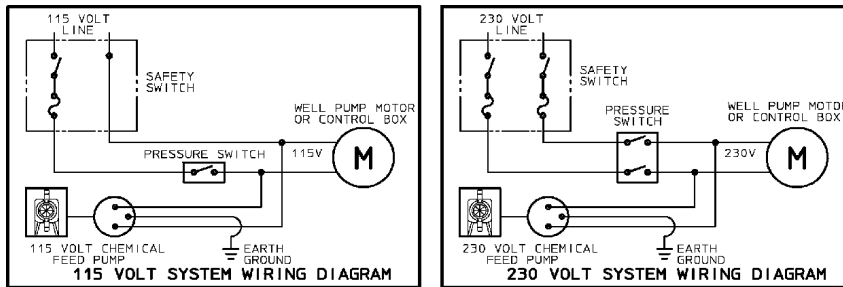 115 VOLT
LINE
SAFETY
SWITCH
WELL PUMP MOTOR
OR CONTROL BOX
PRESSURE SWITCH
115V
M
115 VOLT CHEMICAL
FEED PUMP
EARTH
GROUND
115 VOLT SYSTEM WIRING DIAGRAM
230 VOLT
LINE
SAFETY
SWITCH
PRESSURE
SWITCH
WELL PUMP MOTOR
OR CONTROL BOX
230V
M
230 VOLT CHEMICAL
FEED PUMP
EARTH
GROUND
230 VOLT SYSTEM WIRING DIAGRAM